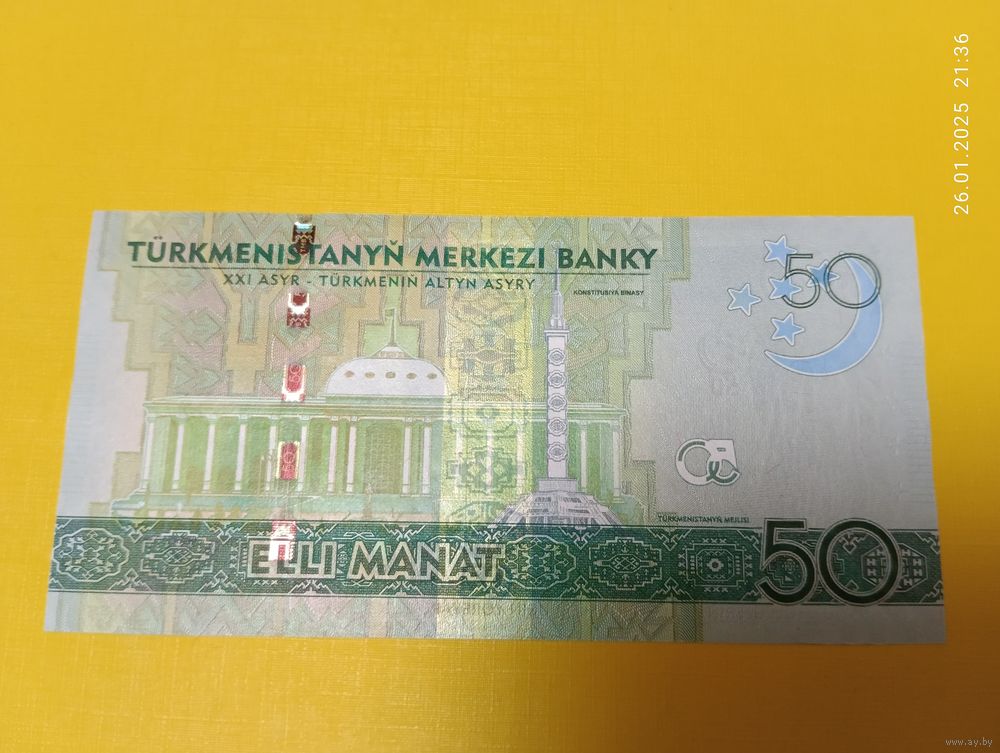 26.01.2025 21:36
TÜRKMENISTANYŇ MERKEZI BANKY
XXI ASYR - TÜRKMENIŇ ALTYN ASYRY
KONSTITUSIÝA BINASY
50
50
TÜRKMENISTANYŇ MEJLISI
ELLI MANAT
50
www.ay.by